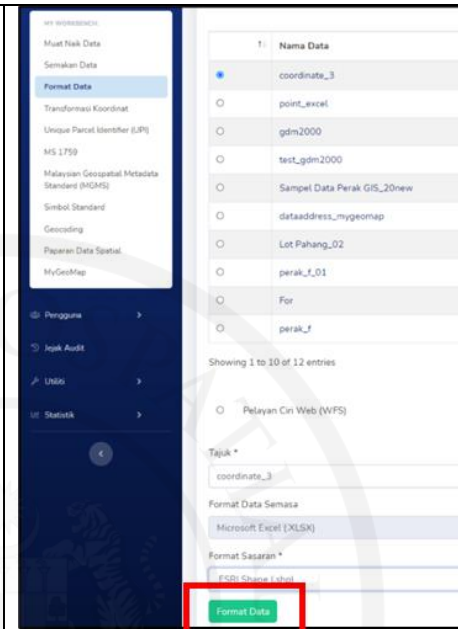 MY WORKBENCH
Muat Naik Data
Semakan Data
Format Data
Transformasi Koordinat
Unique Parcel Identifier (UPI)
MS 1759
Malaysian Geospatial Metadata
Standard (MGMS)
Simbol Standard
Geocoding
Paparan Data Spatial
MyGeoMap
Pengguna
Jejak Audit
Utiliti
Statistik
Nama Data
coordinate_3
point_excel
gdm2000
test_gdm2000
Sampel Data Perak GIS_20new
dataaddress_mygeomap
Lot Pahang_02
perak_f_01
For
perak_f
Showing 1 to 10 of 12 entries
Pelayan Ciri Web (WFS)
Tajuk *
coordinate_3
Format Data Semasa
Microsoft Excel (.XLSX)
Format Sasaran *
ESRI Shape (.shp)
Format Data